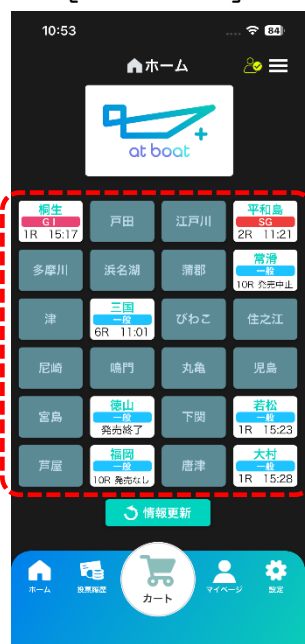 10:53
84
ホーム
at boat
桐生
GI
1R 15:17
戸田
江戸川
平和島
SG
2R 11:21
多摩川
浜名湖
蒲郡
常滑
一般
10R 発売中止
津
三国
一般
6R 11:01
びわこ
住之江
尼崎
鳴門
丸亀
児島
宮島
徳山
一般
発売終了
下関
若松
一般
1R 15:23
芦屋
福岡
一般
10R 発売なし
唐津
大村
一般
1R 15:28
情報更新
ホーム
投票履歴
カート
マイページ
設定